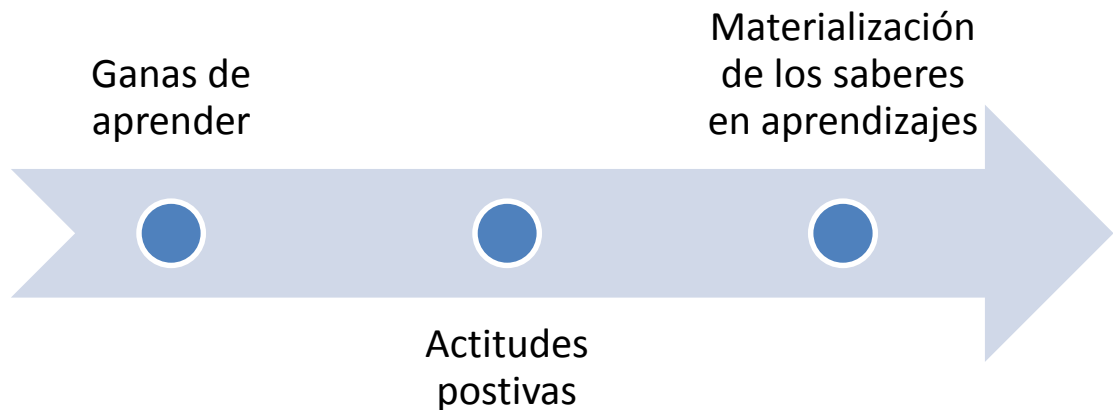 Ganas de
aprender
Actitudes
postivas
Materialización
de los saberes
en aprendizajes